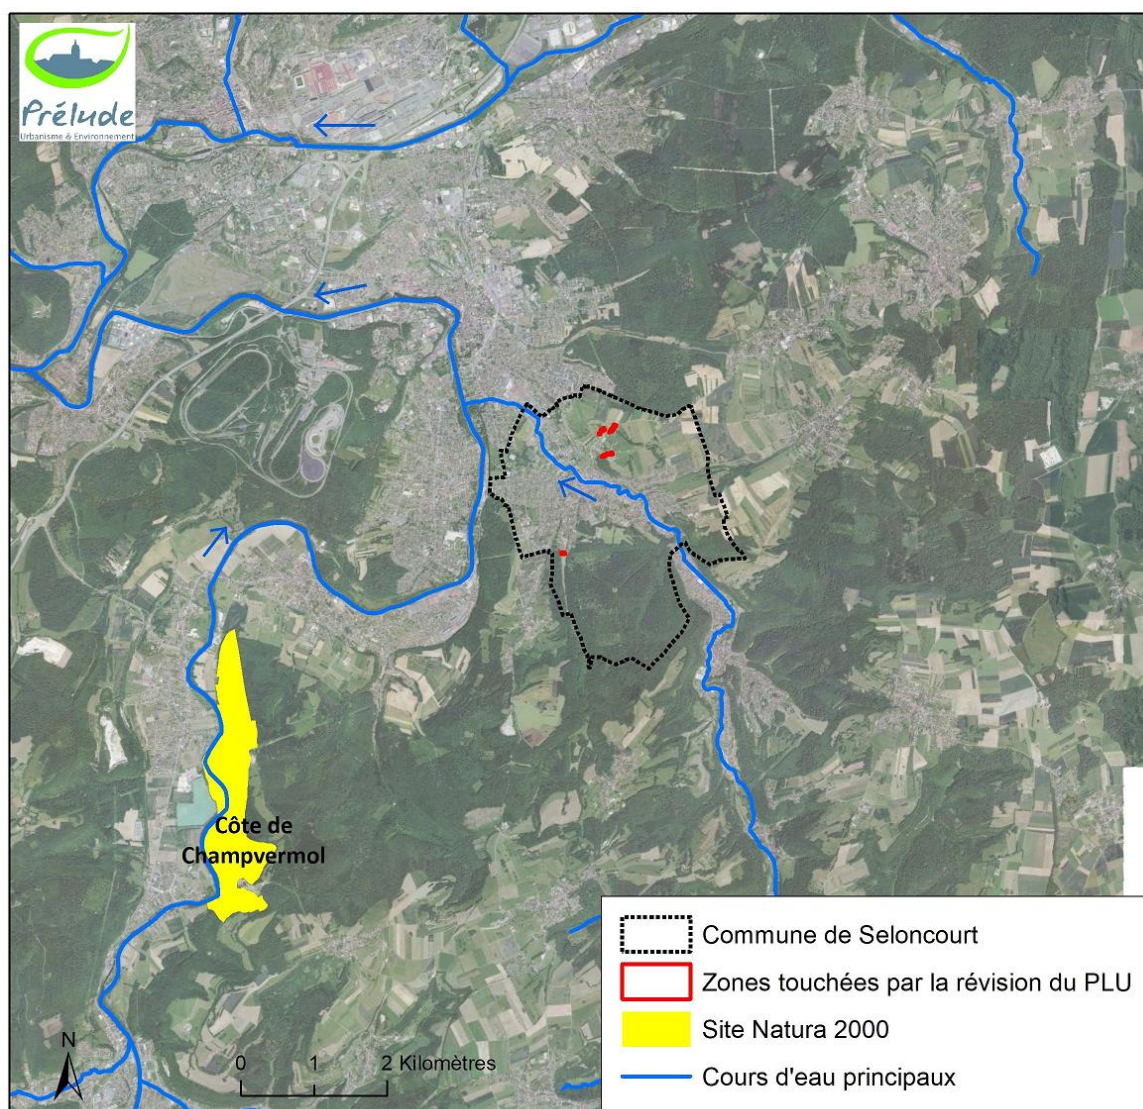 Prélude
Urbanisme & Environnement
Côte de
Champvermol
N
0 1 2 Kilomètres
Commune de Seloncourt
Zones touchées par la révision du PLU
Site Natura 2000
Cours d'eau principaux